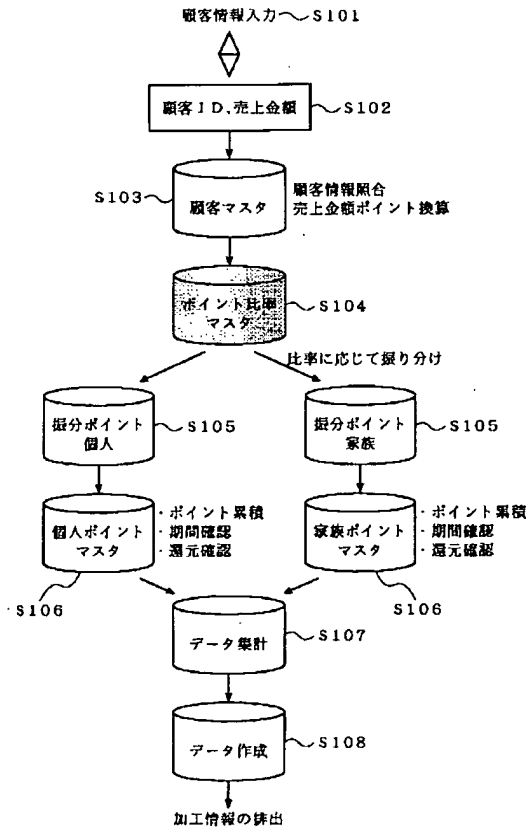 顧客情報入力 S101
顧客ID、売上金額 S102
S103 顧客マスタ
顧客情報照合
売上金額ポイント換算
ポイント比率
マスタ
S104
比率に応じて振り分け
振分ポイント
個人
S105
振分ポイント
家族
S105
個人ポイント
マスタ
・ポイント累積
・期間確認
・還元確認
S106
家族ポイント
マスタ
・ポイント累積
・期間確認
・還元確認
S106
データ集計 S107
データ作成 S108
加工情報の排出